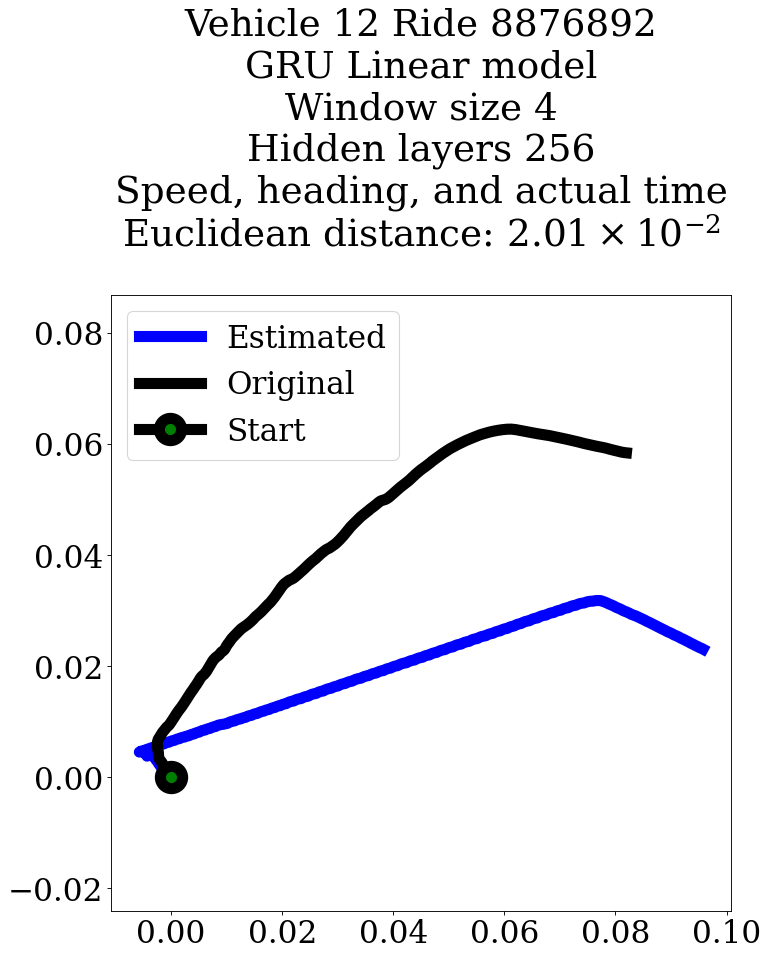 Vehicle 12 Ride 8876892
GRU Linear model
Window size 4
Hidden layers 256
Speed, heading, and actual time
Euclidean distance: 2.01 × 10⁻²
Estimated
Original
Start
0.08
0.06
0.04
0.02
0.00
−0.02
0.00 0.02 0.04 0.06 0.08 0.10